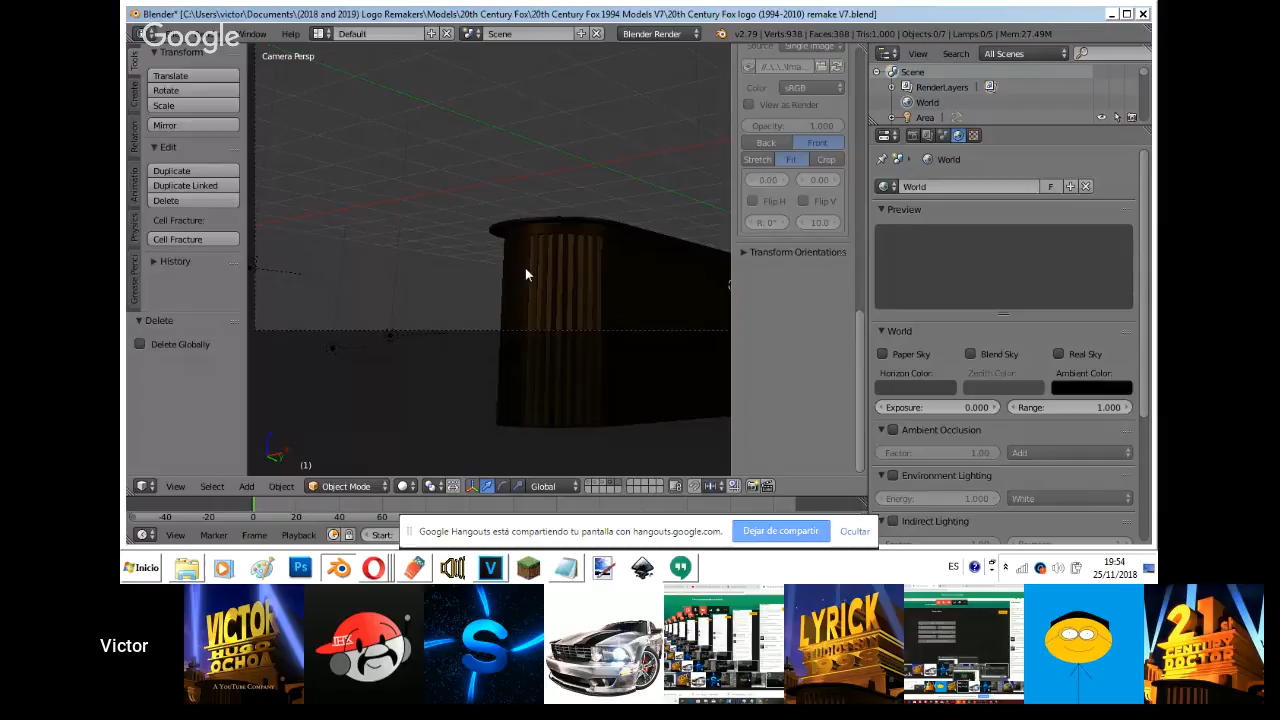 Blender* [C:\Users\victor\Documents\(2018 and 2019) Logo Remakers\Models\20th Century Fox\20th Century Fox 1994 Models V7\20th Century Fox logo (1994-2010) remake V7.blend]
Google
Window Help Default Scene Blender Render v2.79 | Verts:938 | Faces:388 | Tris:1,000 | Objects:0/7 | Lamps:0/5 | Mem:27.49M
Transform
Translate
Rotate
Scale
Mirror
Edit
Duplicate
Duplicate Linked
Delete
Cell Fracture:
Cell Fracture
History
Delete
Delete Globally
Tools
Create
Relation
Animatio
Physics
Grease Penci
Camera Persp
(1)
Source Single Image
Color sRGB
View as Render
Opacity: 1.000
Back Front
Stretch Fit Crop
0.00 0.00
Flip H Flip V
R: 0° 10.0
Transform Orientations
View Search All Scenes
Scene
RenderLayers
World
Area
World
World F
Preview
World
Paper Sky Blend Sky Real Sky
Horizon Color: Zenith Color: Ambient Color:
Exposure: 0.000 Range: 1.000
Ambient Occlusion
Factor: 1.00 Add
Environment Lighting
Energy: 1.000 White
Indirect Lighting
View Select Add Object Object Mode Global
-40 -20 0 20 40 60
View Marker Frame Playback Start:
Google Hangouts está compartiendo tu pantalla con hangouts.google.com. Dejar de compartir Ocultar
Inicio
Ps
V
ES
19:54
25/11/2018
Victor
VICTOR
HUGO
OCHOA
A YOUTUBE COMPANY
S
LYRICK
21
CENTURY
DOCTOR